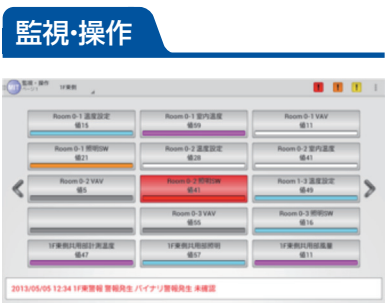 監視・操作
監視・操作
1F東側
Room 0-1 温度設定
値15
Room 0-1 室内温度
値59
Room 0-1 VAV
値11
Room 0-1 照明SW
値21
Room 0-2 温度設定
値28
Room 0-2 室内温度
値41
Room 0-2 VAV
値5
Room 0-2 照明SW
値41
Room 1-3 温度設定
値49
Room 0-3 VAV
値55
Room 0-3 照明SW
値16
1F東側共用部計測温度
値47
1F東側共用部照明
値57
1F東側共用部風量
値11
2013/05/05 12:34 1F東警報 警報発生 バイナリ警報発生 未確認